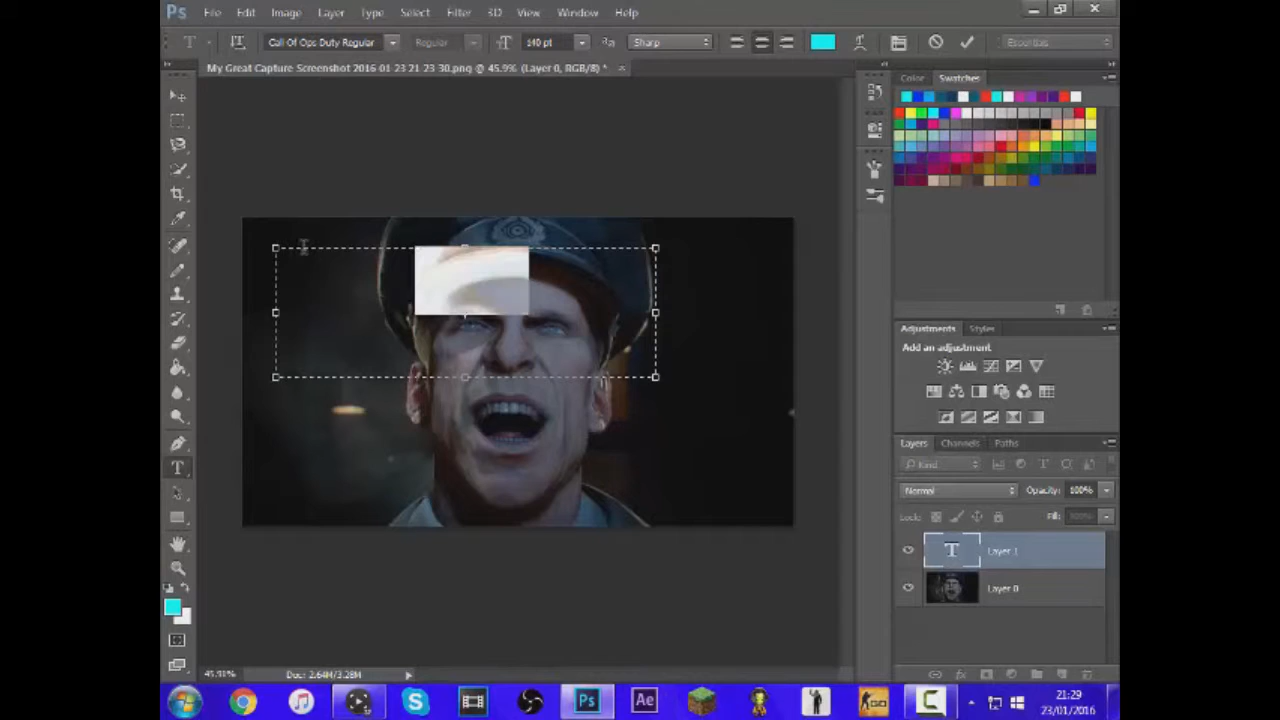 Ps File Edit Image Layer Type Select Filter 3D View Window Help
T Call Of Ops Duty Regular Regular 140 pt Sharp Essentials
My Great Capture Screenshot 2016-01-23 21-23-30.png @ 45.9% (Layer 0, RGB/8) *
Color Swatches
Adjustments Styles
Add an adjustment
Layers Channels Paths
Kind
Normal Opacity: 100%
Lock: Fill: 100%
T Layer 1
Layer 0
45.91% Doc: 2.64M/3.28M
Ps Ae GO
21:29
23/01/2016